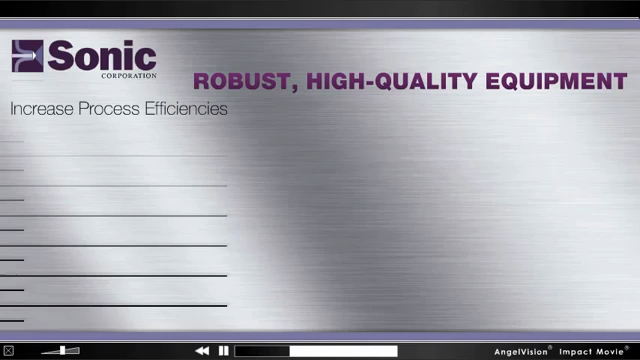 Sonic
CORPORATION
ROBUST, HIGH-QUALITY EQUIPMENT
Increase Process Efficiencies
AngelVision® Impact Movie®